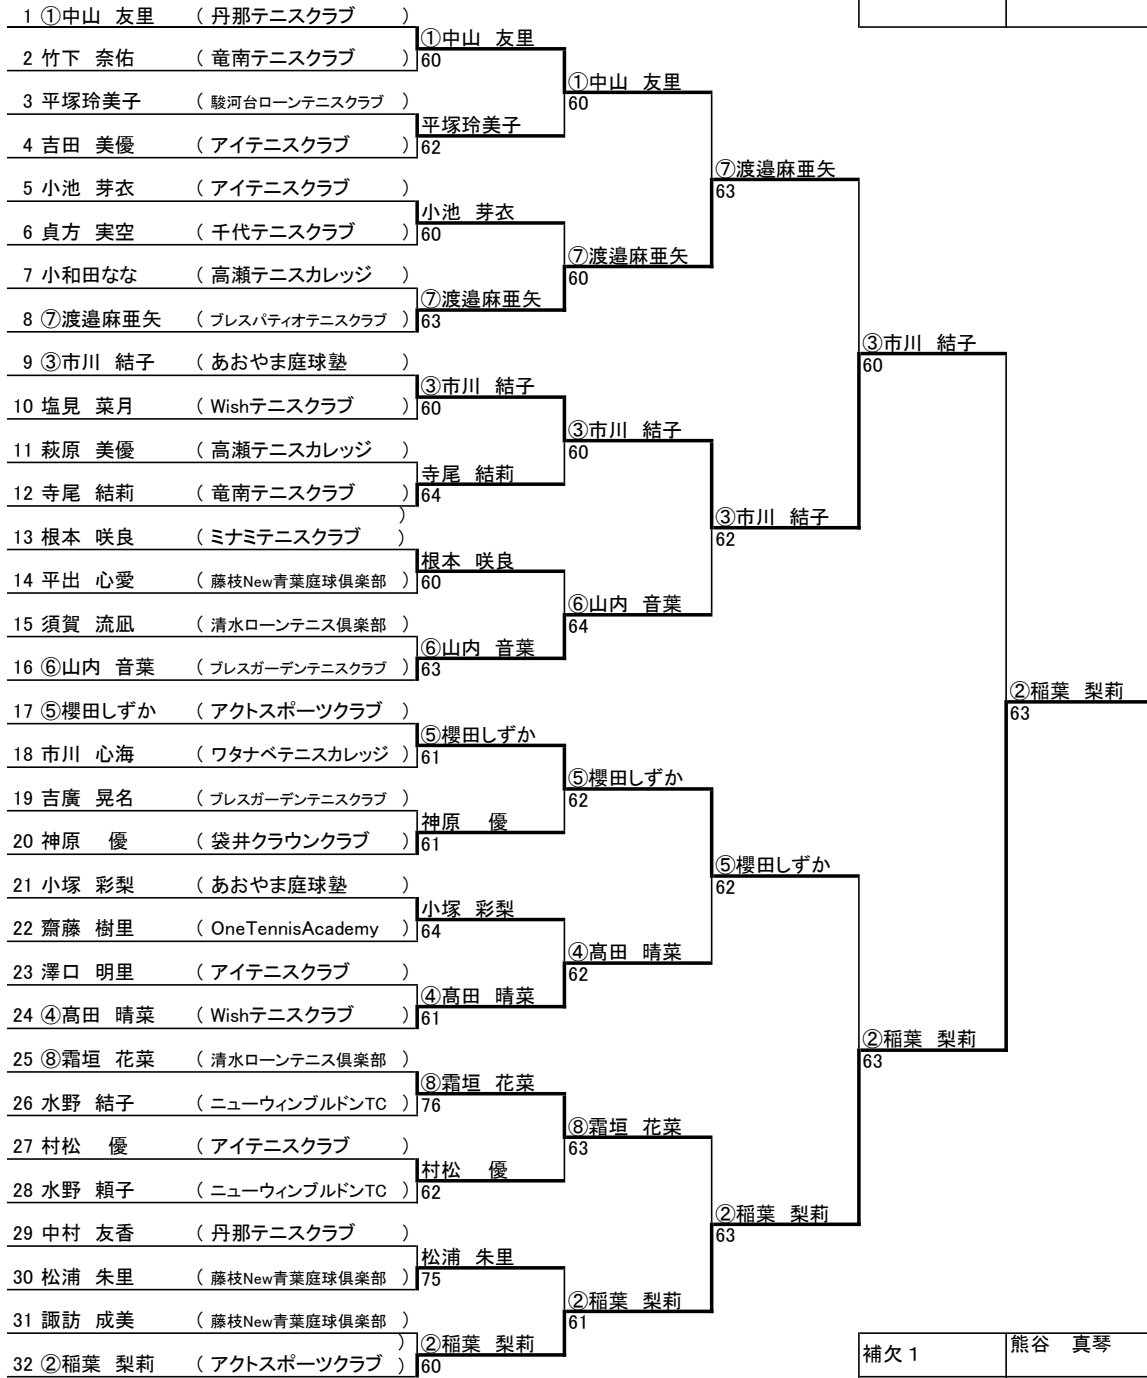 1 ①中山 友里 ( 丹那テニスクラブ )
2 竹下 奈佑 ( 竜南テニスクラブ )
3 平塚玲美子 ( 駿河台ローンテニスクラブ )
4 吉田 美優 ( アイテニスクラブ )
5 小池 芽衣 ( アイテニスクラブ )
6 貞方 実空 ( 千代テニスクラブ )
7 小和田なな ( 高瀬テニスカレッジ )
8 ⑦渡邉麻亜矢 ( ブレスパティオテニスクラブ )
9 ③市川 結子 ( あおやま庭球塾 )
10 塩見 菜月 ( Wishテニスクラブ )
11 萩原 美優 ( 高瀬テニスカレッジ )
12 寺尾 結莉 ( 竜南テニスクラブ )
)
13 根本 咲良 ( ミナミテニスクラブ )
14 平出 心愛 ( 藤枝New青葉庭球倶楽部 )
15 須賀 流凪 ( 清水ローンテニス倶楽部 )
16 ⑥山内 音葉 ( ブレスガーデンテニスクラブ )
17 ⑤櫻田しずか ( アクトスポーツクラブ )
18 市川 心海 ( ワタナベテニスカレッジ )
19 吉廣 晃名 ( ブレスガーデンテニスクラブ )
20 神原 優 ( 袋井クラウンクラブ )
21 小塚 彩梨 ( あおやま庭球塾 )
22 齋藤 樹里 ( OneTennisAcademy )
23 澤口 明里 ( アイテニスクラブ )
24 ④髙田 晴菜 ( Wishテニスクラブ )
25 ⑧霜垣 花菜 ( 清水ローンテニス倶楽部 )
26 水野 結子 ( ニューウィンブルドンTC )
27 村松 優 ( アイテニスクラブ )
28 水野 頼子 ( ニューウィンブルドンTC )
29 中村 友香 ( 丹那テニスクラブ )
30 松浦 朱里 ( 藤枝New青葉庭球倶楽部 )
31 諏訪 成美 ( 藤枝New青葉庭球倶楽部 )
)
32 ②稲葉 梨莉 ( アクトスポーツクラブ )
①中山 友里
60
平塚玲美子
62
小池 芽衣
60
⑦渡邉麻亜矢
63
③市川 結子
60
寺尾 結莉
64
根本 咲良
60
⑥山内 音葉
63
⑤櫻田しずか
61
神原 優
61
小塚 彩梨
64
④髙田 晴菜
61
⑧霜垣 花菜
76
村松 優
62
松浦 朱里
75
②稲葉 梨莉
60
①中山 友里
60
⑦渡邉麻亜矢
60
③市川 結子
60
⑥山内 音葉
64
⑤櫻田しずか
62
④髙田 晴菜
62
⑧霜垣 花菜
63
②稲葉 梨莉
61
⑦渡邉麻亜矢
63
③市川 結子
62
⑤櫻田しずか
62
②稲葉 梨莉
63
③市川 結子
60
②稲葉 梨莉
63
②稲葉 梨莉
63
補欠1 熊谷 真琴